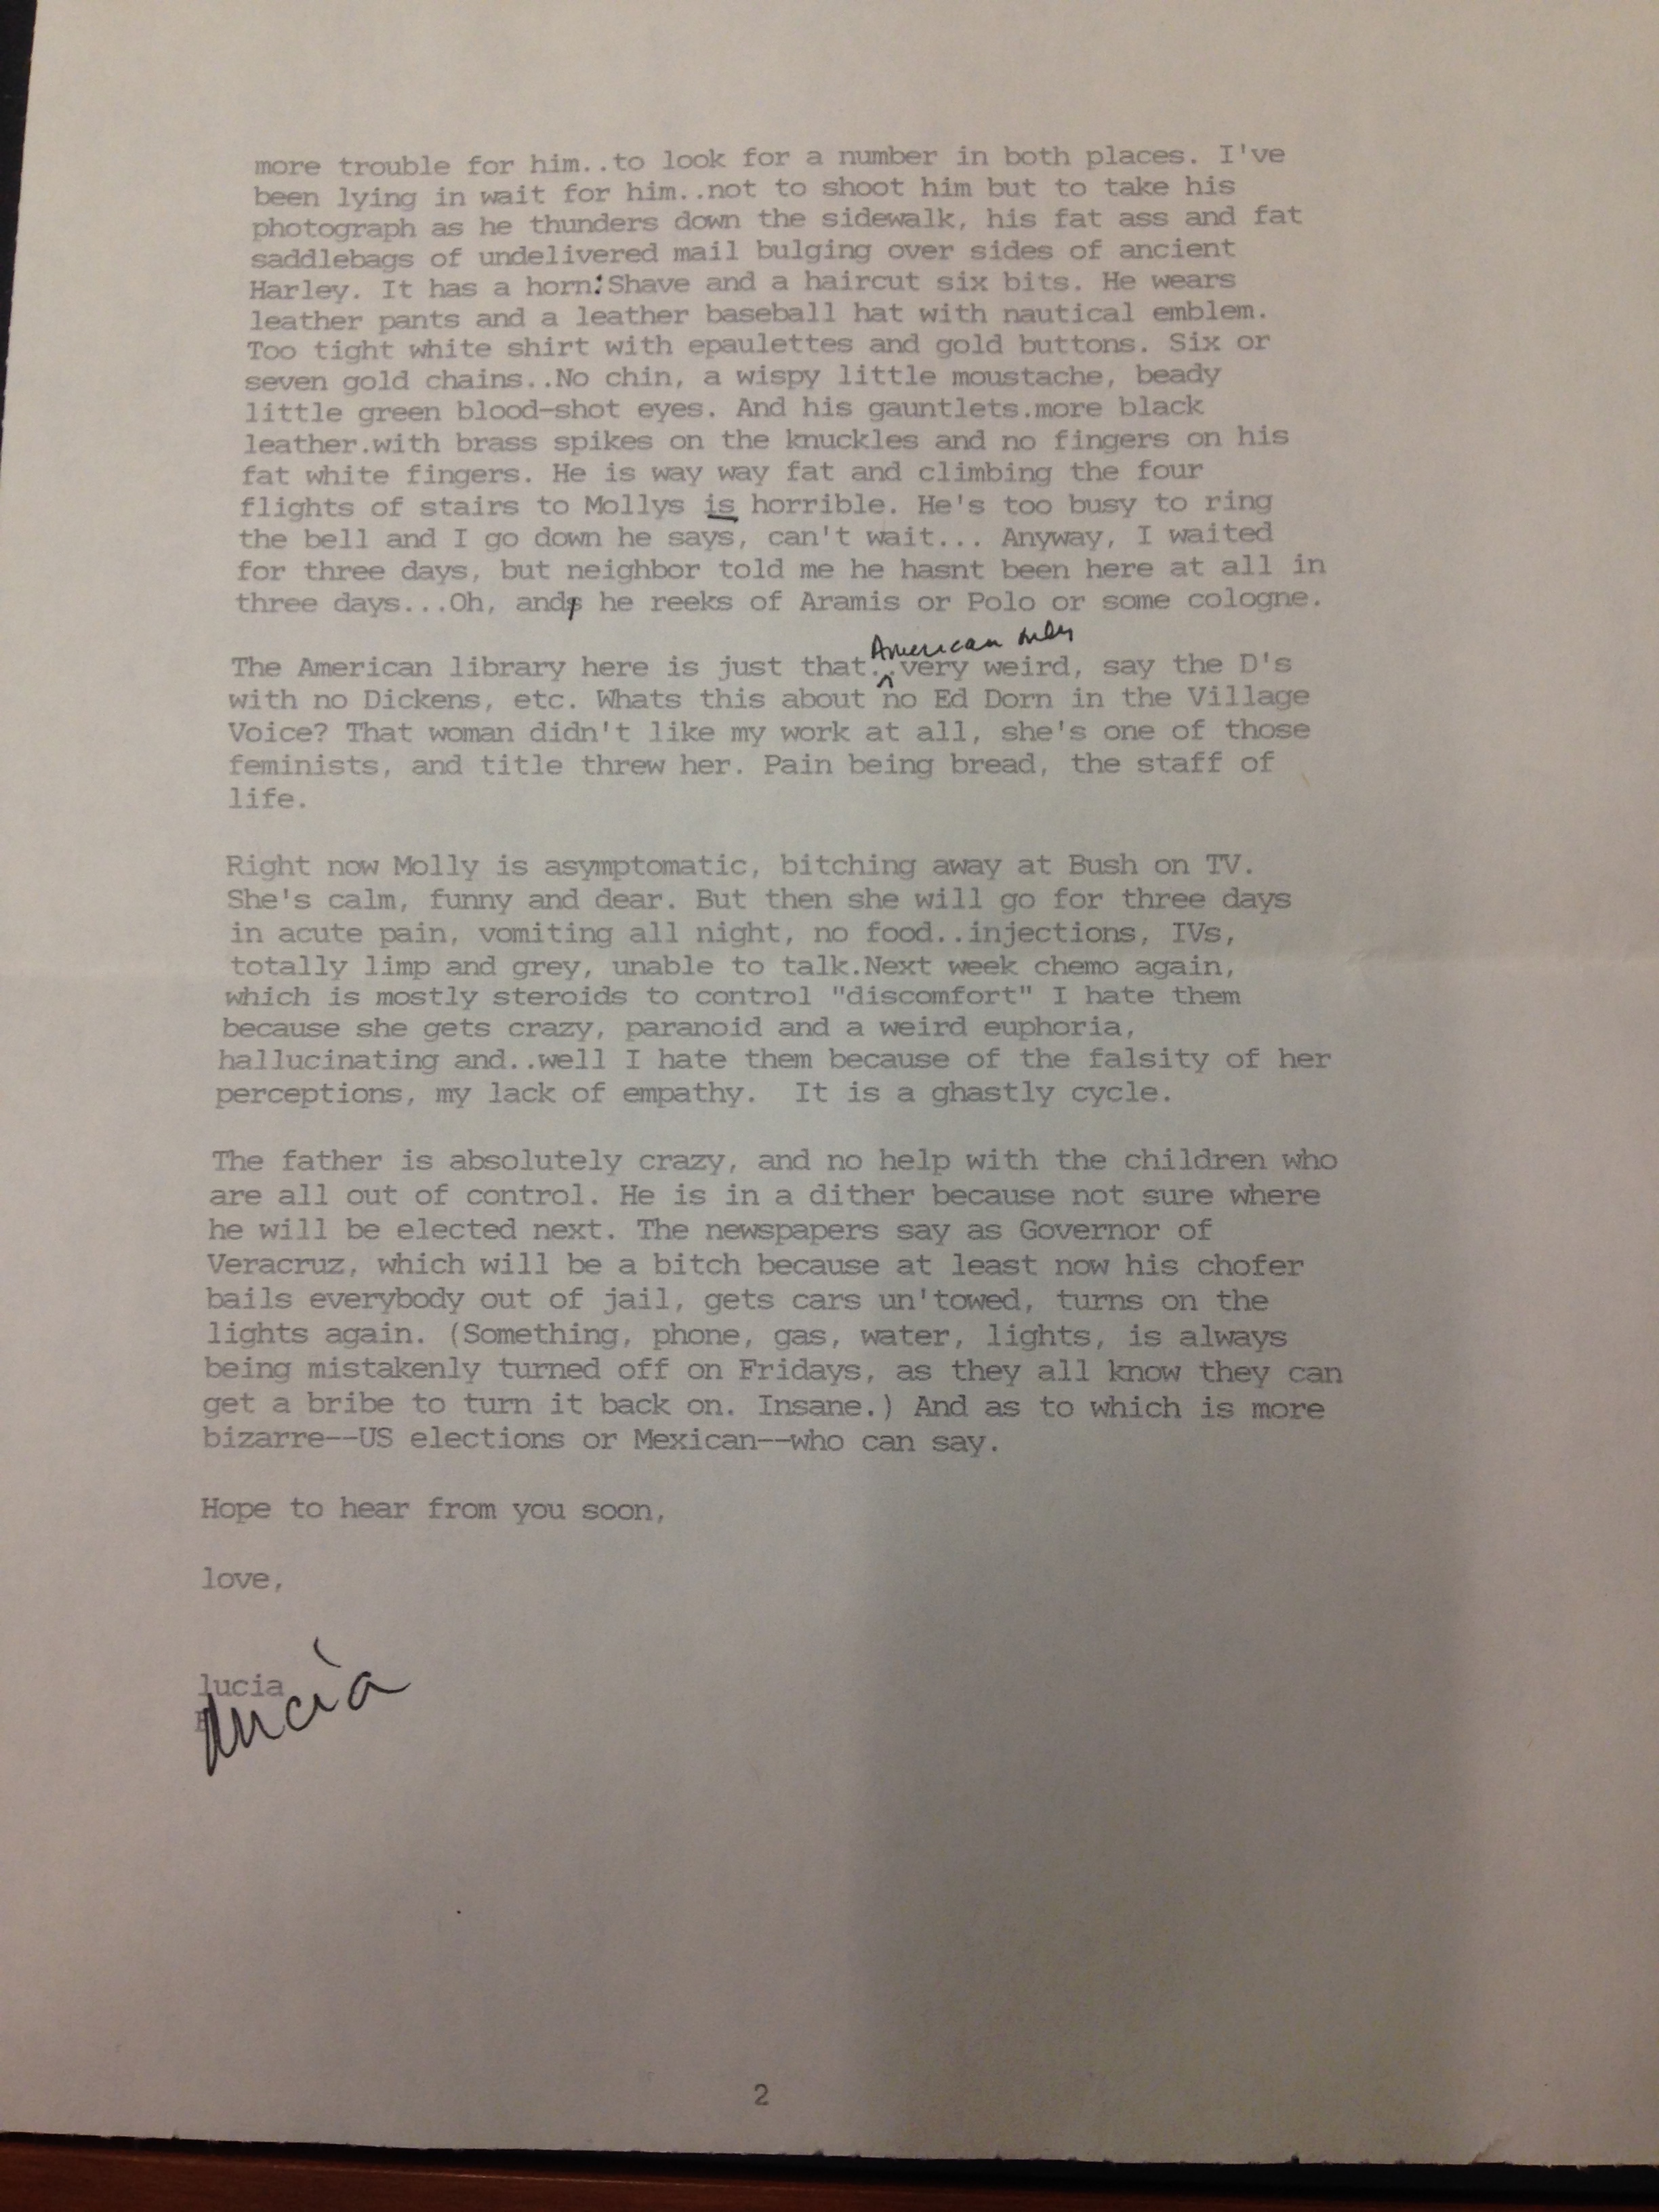 more trouble for him..to look for a number in both places. I've
been lying in wait for him..not to shoot him but to take his
photograph as he thunders down the sidewalk, his fat ass and fat
saddlebags of undelivered mail bulging over sides of ancient
Harley. It has a horn:Shave and a haircut six bits. He wears
leather pants and a leather baseball hat with nautical emblem.
Too tight white shirt with epaulettes and gold buttons. Six or
seven gold chains..No chin, a wispy little moustache, beady
little green blood-shot eyes. And his gauntlets.more black
leather.with brass spikes on the knuckles and no fingers on his
fat white fingers. He is way way fat and climbing the four
flights of stairs to Mollys is horrible. He's too busy to ring
the bell and I go down he says, can't wait... Anyway, I waited
for three days, but neighbor told me he hasnt been here at all in
three days...Oh, and he reeks of Aramis or Polo or some cologne.
American only
The American library here is just that..very weird, say the D's
with no Dickens, etc. Whats this about no Ed Dorn in the Village
Voice? That woman didn't like my work at all, she's one of those
feminists, and title threw her. Pain being bread, the staff of
life.
Right now Molly is asymptomatic, bitching away at Bush on TV.
She's calm, funny and dear. But then she will go for three days
in acute pain, vomiting all night, no food..injections, IVs,
totally limp and grey, unable to talk.Next week chemo again,
which is mostly steroids to control "discomfort" I hate them
because she gets crazy, paranoid and a weird euphoria,
hallucinating and..well I hate them because of the falsity of her
perceptions, my lack of empathy.  It is a ghastly cycle.
The father is absolutely crazy, and no help with the children who
are all out of control. He is in a dither because not sure where
he will be elected next. The newspapers say as Governor of
Veracruz, which will be a bitch because at least now his chofer
bails everybody out of jail, gets cars un'towed, turns on the
lights again. (Something, phone, gas, water, lights, is always
being mistakenly turned off on Fridays, as they all know they can
get a bribe to turn it back on. Insane.) And as to which is more
bizarre--US elections or Mexican--who can say.
Hope to hear from you soon,
love,
lucia
Lucia
2